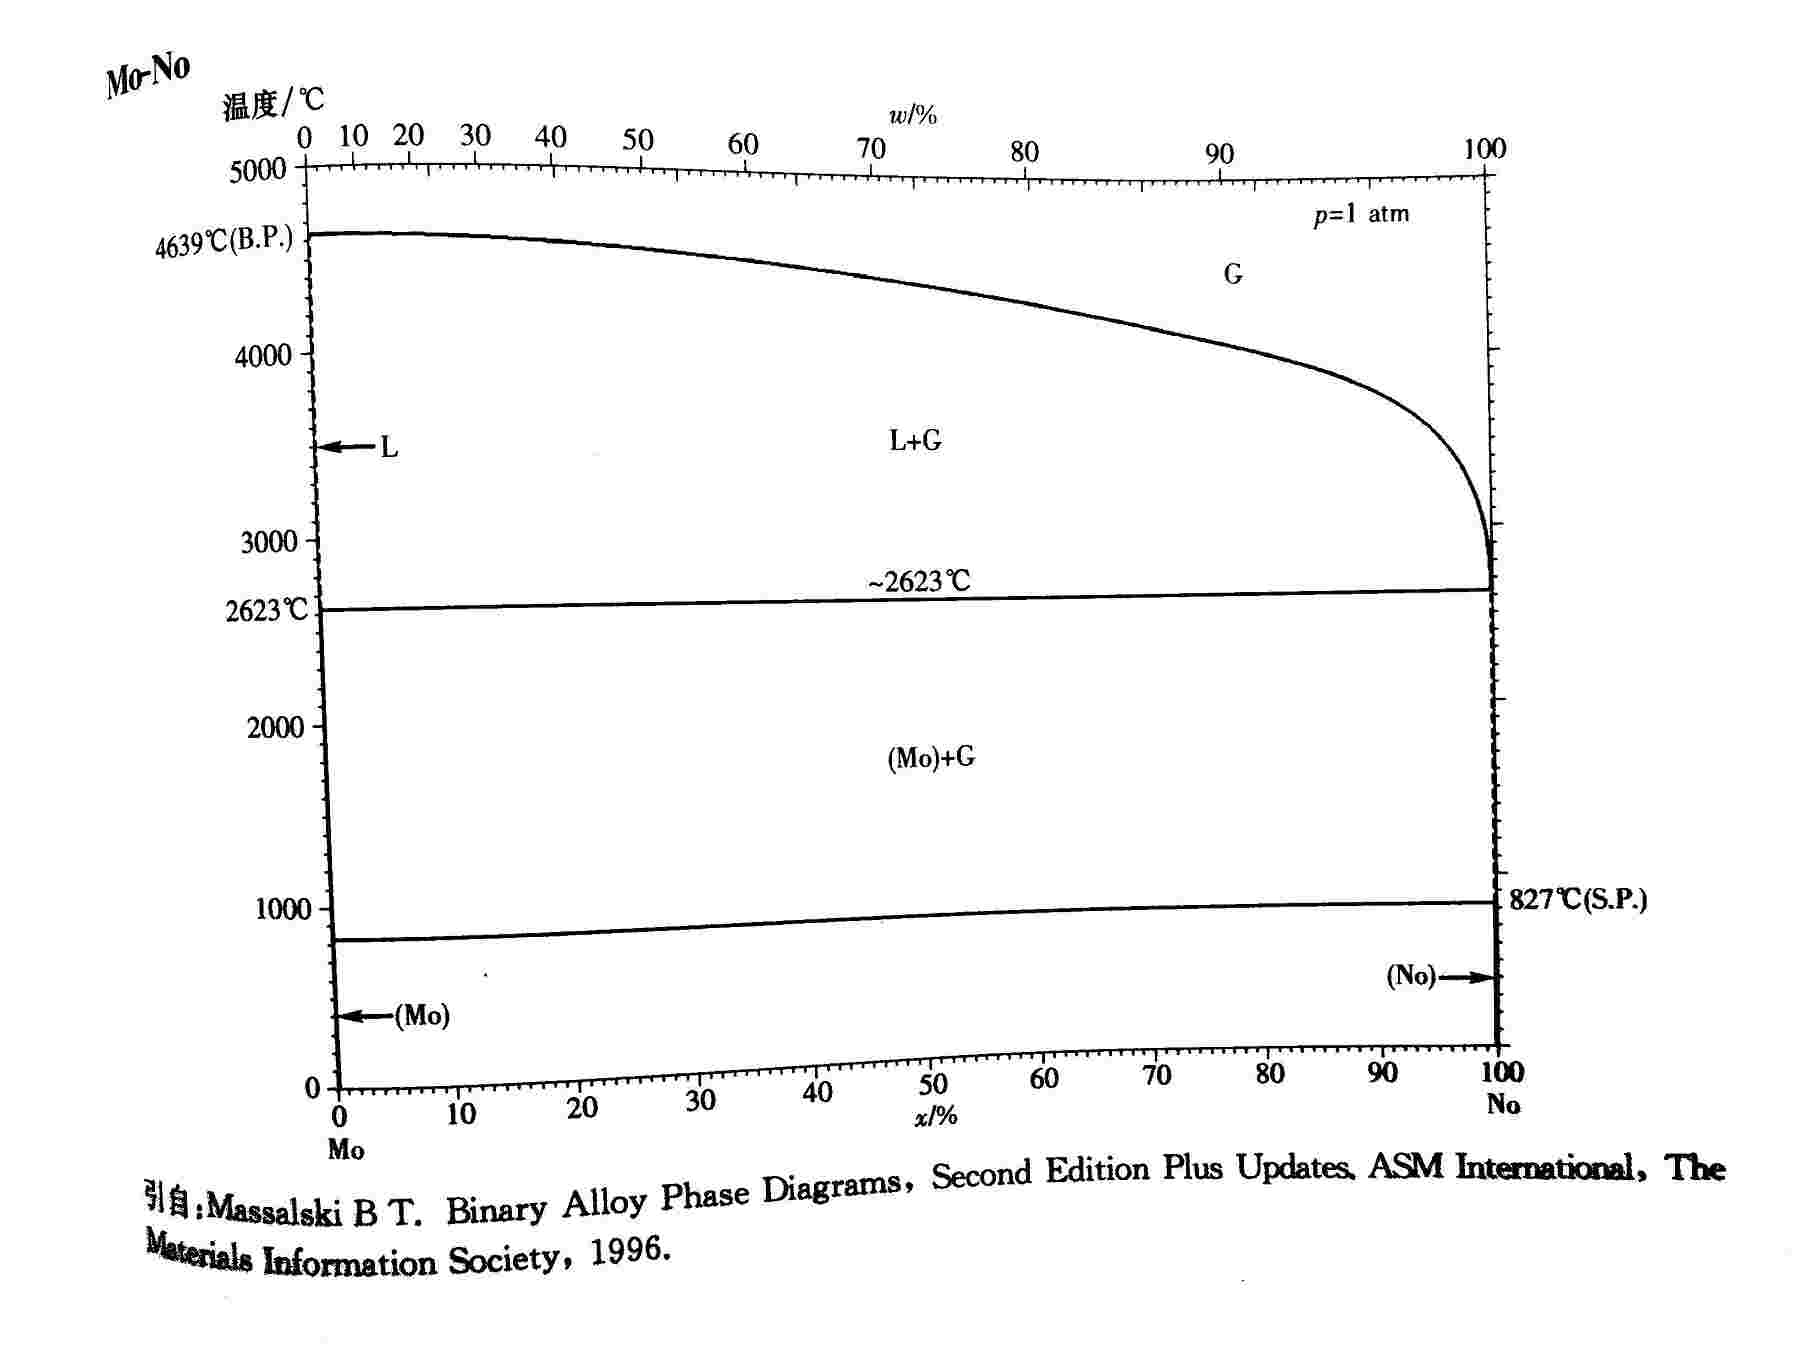 Mo-No
温度/℃
w/%
0 10 20 30 40 50 60 70 80 90 100
5000
p=1 atm
4639℃(B.P.)
G
4000
L
L+G
3000
~2623℃
2623℃
2000
(Mo)+G
1000
827℃(S.P.)
(No)
(Mo)
0
0 10 20 30 40 50 60 70 80 90 100
x/%
Mo
No
引自:Massalski B T. Binary Alloy Phase Diagrams, Second Edition Plus Updates. ASM International, The
Materials Information Society, 1996.